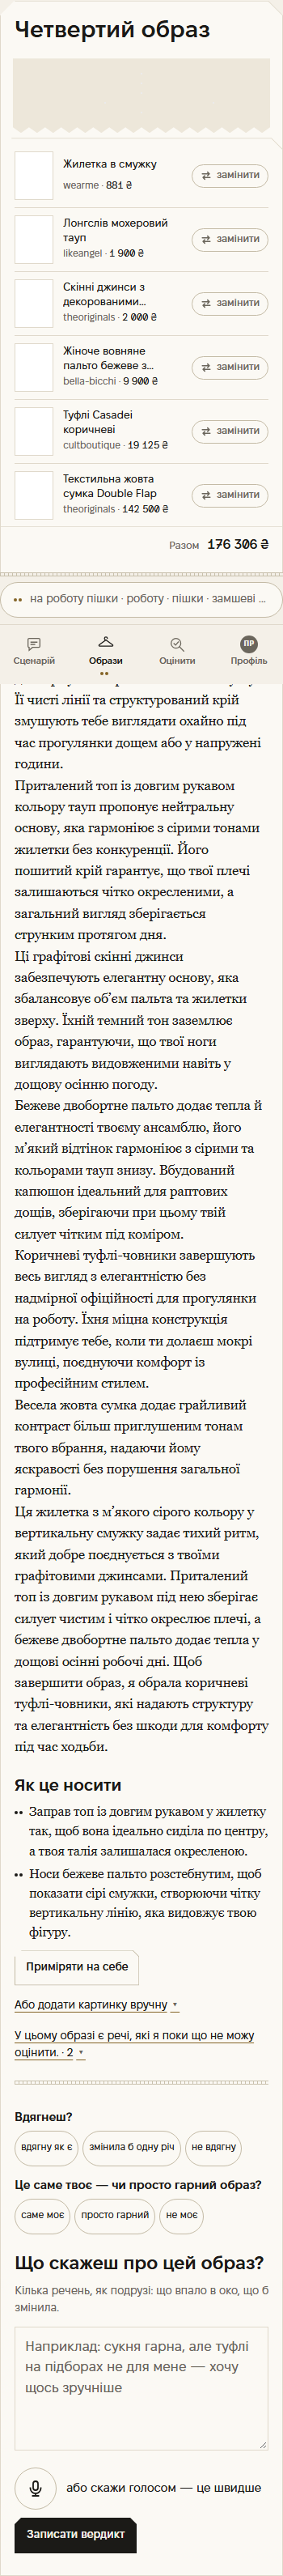 Четвертий образ
Жилетка в смужку
wearme · 881 ₴
замінити
Лонгслів мохеровий
тауп
likeangel · 1 900 ₴
замінити
Скінні джинси з
декорованими...
theoriginals · 2 000 ₴
замінити
Жіноче вовняне
пальто бежеве з...
bella-bicchi · 9 900 ₴
замінити
Туфлі Casadei
коричневі
cultboutique · 19 125 ₴
замінити
Текстильна жовта
сумка Double Flap
theoriginals · 142 500 ₴
замінити
Разом 176 306 ₴
на роботу пішки · роботу · пішки · замшеві ...
Сценарій
Образи
Оцінити
ПР
Профіль
Її чисті лінії та структурований крій
змушують тебе виглядати охайно під
час прогулянки дощем або у напружені
години.
Приталений топ із довгим рукавом
кольору тауп пропонує нейтральну
основу, яка гармоніює з сірими тонами
жилетки без конкуренції. Його
пошитий крій гарантує, що твої плечі
залишаються чітко окресленими, а
загальний вигляд зберігається
струнким протягом дня.
Ці графітові скінні джинси
забезпечують елегантну основу, яка
збалансовує об’єм пальта та жилетки
зверху. Їхній темний тон заземлює
образ, гарантуючи, що твої ноги
виглядають видовженими навіть у
дощову осінню погоду.
Бежеве двобортне пальто додає тепла й
елегантності твоєму ансамблю, його
м’який відтінок гармоніює з сірими та
кольорами тауп знизу. Вбудований
капюшон ідеальний для раптових
дощів, зберігаючи при цьому твій
силует чітким під коміром.
Коричневі туфлі-човники завершують
весь вигляд з елегантністю без
надмірної офіційності для прогулянки
на роботу. Їхня міцна конструкція
підтримує тебе, коли ти долаєш мокрі
вулиці, поєднуючи комфорт із
професійним стилем.
Весела жовта сумка додає грайливий
контраст більш приглушеним тонам
твого вбрання, надаючи йому
яскравості без порушення загальної
гармонії.
Ця жилетка з м’якого сірого кольору у
вертикальну смужку задає тихий ритм,
який добре поєднується з твоїми
графітовими джинсами. Приталений
топ із довгим рукавом під нею зберігає
силует чистим і чітко окреслює плечі, а
бежеве двобортне пальто додає тепла у
дощові осінні робочі дні. Щоб
завершити образ, я обрала коричневі
туфлі-човники, які надають структуру
та елегантність без шкоди для комфорту
під час ходьби.
Як це носити
Заправ топ із довгим рукавом у жилетку
так, щоб вона ідеально сиділа по центру,
а твоя талія залишалася окресленою.
Носи бежеве пальто розстебнутим, щоб
показати сірі смужки, створюючи чітку
вертикальну лінію, яка видовжує твою
фігуру.
Приміряти на себе
Або додати картинку вручну
У цьому образі є речі, які я поки що не можу
оцінити. · 2
Вдягнеш?
вдягну як є
змінила б одну річ
не вдягну
Це саме твоє — чи просто гарний образ?
саме моє
просто гарний
не моє
Що скажеш про цей образ?
Кілька речень, як подрузі: що впало в око, що б
змінила.
Наприклад: сукня гарна, але туфлі
на підборах не для мене — хочу
щось зручніше
або скажи голосом — це швидше
Записати вердикт